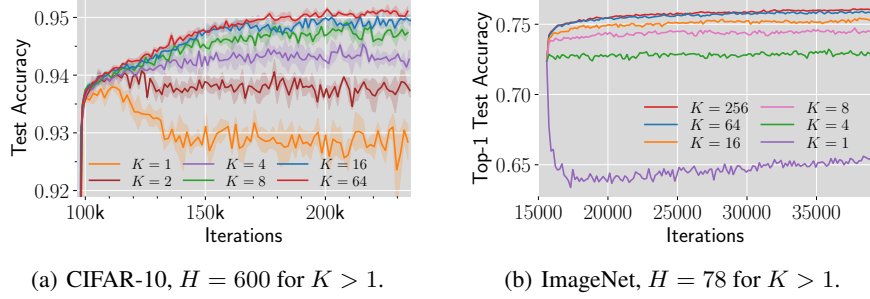 0.95
0.94
0.93
0.92
Test Accuracy
K = 1
K = 2
K = 4
K = 8
K = 16
K = 64
100k
150k
200k
Iterations
(a) CIFAR-10, H = 600 for K > 1.
0.75
0.70
0.65
Top-1 Test Accuracy
K = 256
K = 64
K = 16
K = 8
K = 4
K = 1
15000
20000
25000
30000
35000
Iterations
(b) ImageNet, H = 78 for K > 1.